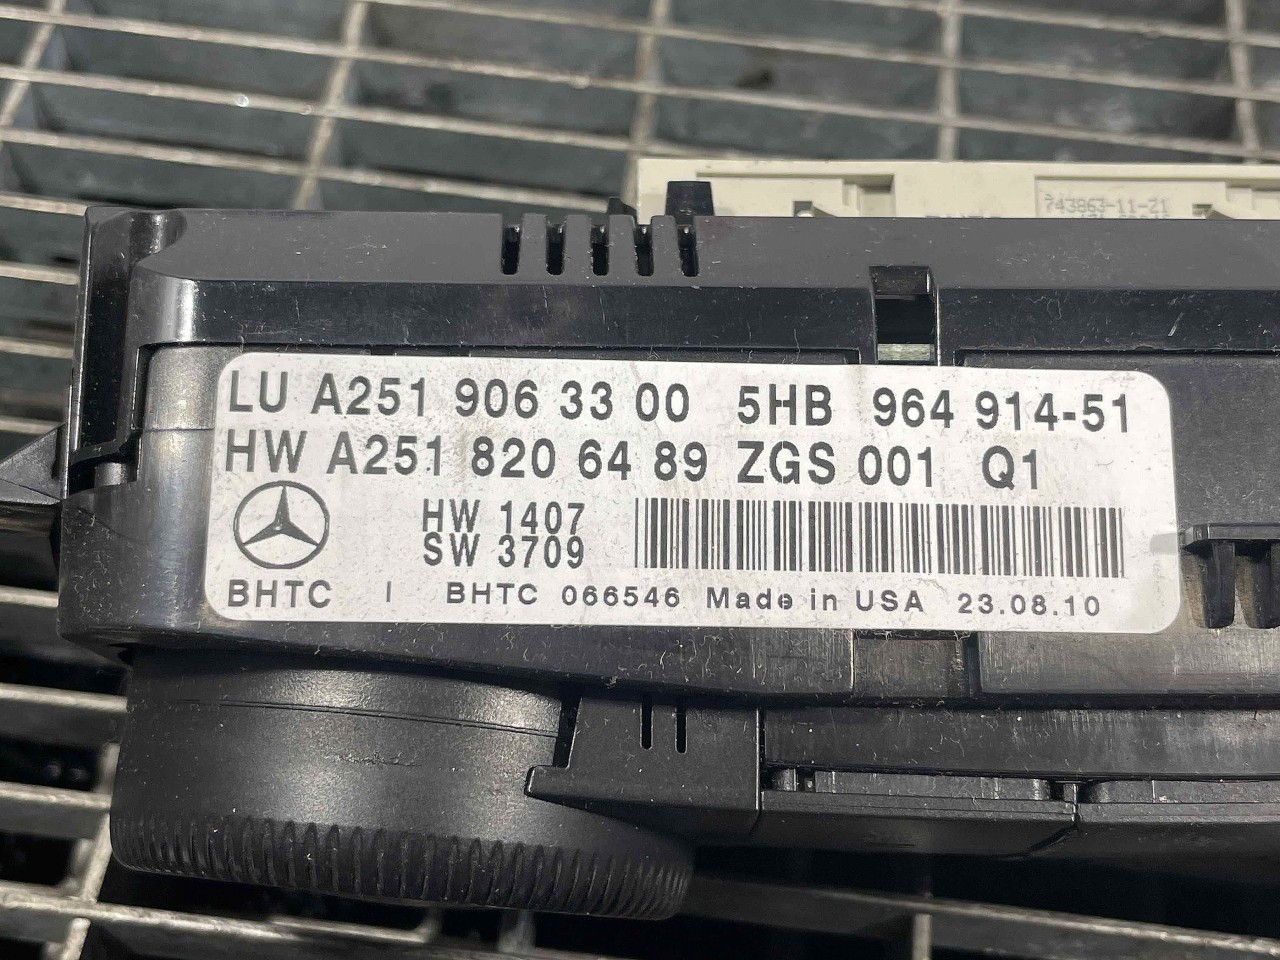 743863-11-21
LU A251 906 33 00 5HB 964 914-51
HW A251 820 64 89 ZGS 001 Q1
HW 1407
SW 3709
BHTC I BHTC 066546 Made in USA 23.08.10